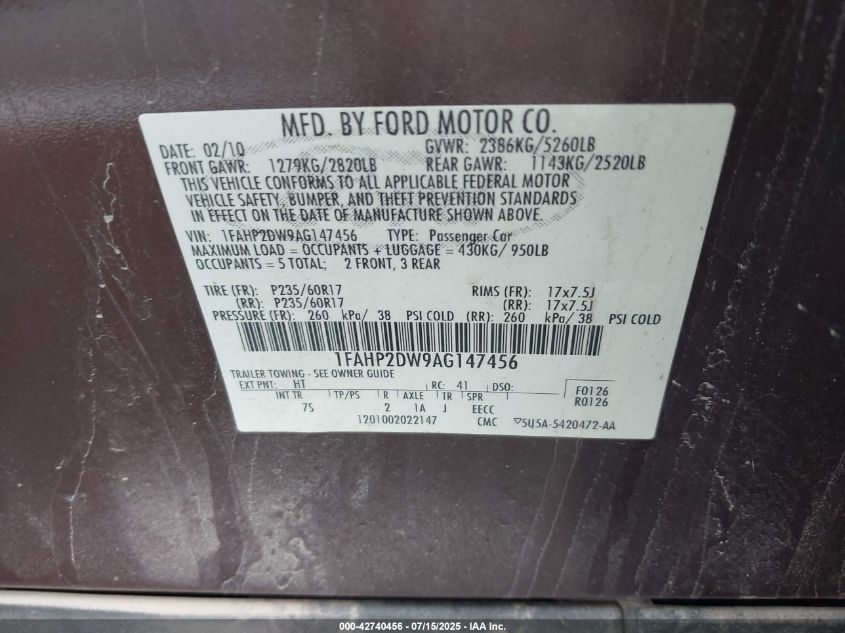 MFD. BY FORD MOTOR CO.
DATE: 02/10 GVWR: 2386KG/5260LB
FRONT GAWR: 1279KG/2820LB REAR GAWR: 1143KG/2520LB
THIS VEHICLE CONFORMS TO ALL APPLICABLE FEDERAL MOTOR
VEHICLE SAFETY, BUMPER, AND THEFT PREVENTION STANDARDS
IN EFFECT ON THE DATE OF MANUFACTURE SHOWN ABOVE.
VIN: 1FAHP2DW9AG147456 TYPE: Passenger Car
MAXIMUM LOAD = OCCUPANTS + LUGGAGE = 430KG/ 950LB
OCCUPANTS = 5 TOTAL; 2 FRONT, 3 REAR
TIRE (FR): P235/60R17 RIMS (FR): 17x7.5J
(RR): P235/60R17 (RR): 17x7.5J
PRESSURE (FR): 260 kPa/ 38 PSI COLD (RR): 260 kPa/ 38 PSI COLD
1FAHP2DW9AG147456
TRAILER TOWING - SEE OWNER GUIDE
EXT PNT: HT RC: 41 DSO: F0126
INT TR TP/PS R AXLE TR SPR R0126
7S 2 1A J EECC
1201002022147 CMC ▽5U5A-5420472-AA
000-42740456 - 07/15/2025 - IAA Inc.